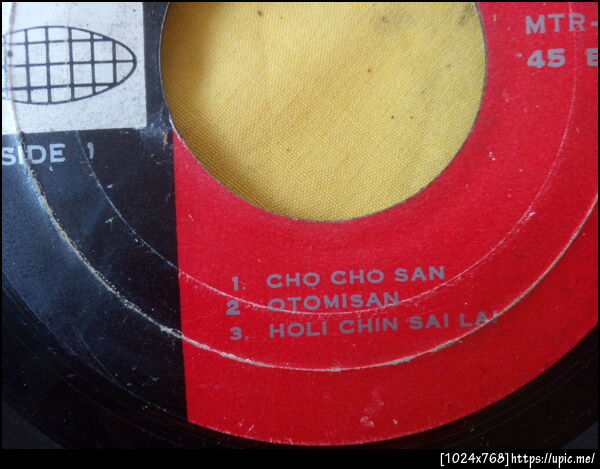 MTR-
45
SIDE 1
1. CHO CHO SAN
2 OTOMISAN
3. HOLI CHIN SAI LAI
[1024x768]https://upic.me/